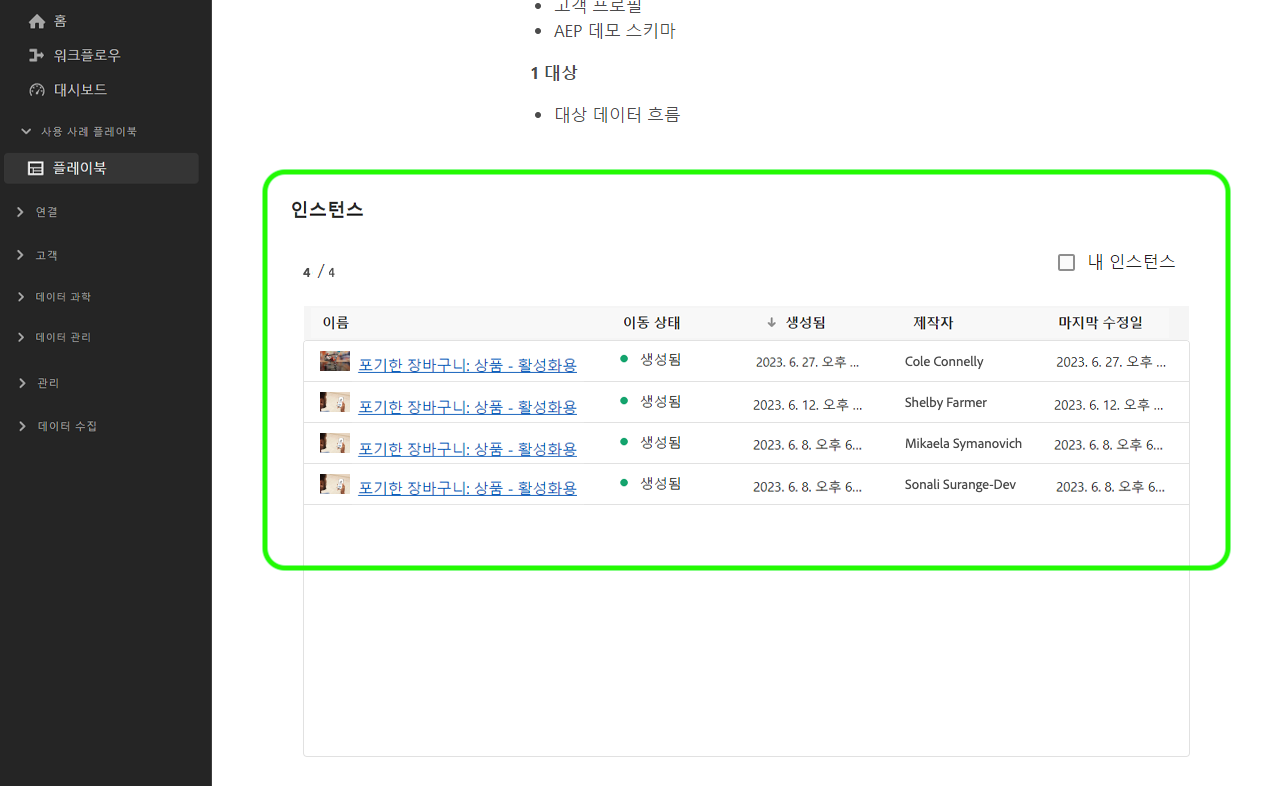 홈
워크플로우
대시보드
사용 사례 플레이북
플레이북
연결
고객
데이터 과학
데이터 관리
관리
데이터 수집
고객 프로필
AEP 데모 스키마
1 대상
대상 데이터 흐름
인스턴스
4 / 4
내 인스턴스
이름 이동 상태 생성됨 제작자 마지막 수정일
포기한 장바구니: 상품 - 활성화용 생성됨 2023. 6. 27. 오후 ... Cole Connelly 2023. 6. 27. 오후 ...
포기한 장바구니: 상품 - 활성화용 생성됨 2023. 6. 12. 오후 ... Shelby Farmer 2023. 6. 12. 오후 ...
포기한 장바구니: 상품 - 활성화용 생성됨 2023. 6. 8. 오후 6... Mikaela Symanovich 2023. 6. 8. 오후 6...
포기한 장바구니: 상품 - 활성화용 생성됨 2023. 6. 8. 오후 6... Sonali Surange-Dev 2023. 6. 8. 오후 6...